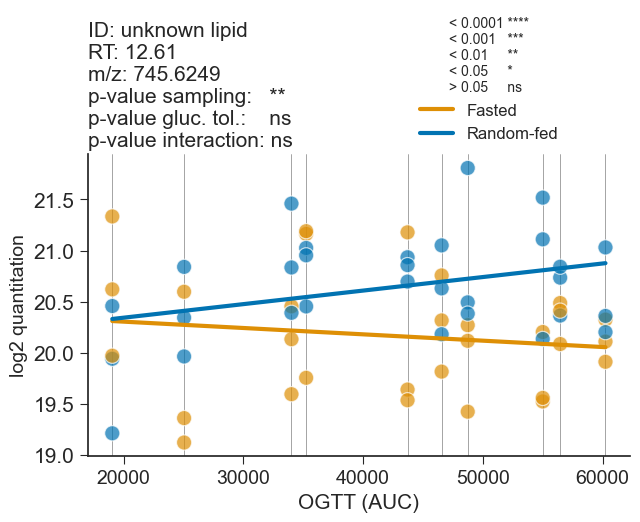 ID: unknown lipid
RT: 12.61
m/z: 745.6249
p-value sampling: **
p-value gluc. tol.: ns
p-value interaction: ns
< 0.0001 ****
< 0.001 ***
< 0.01 **
< 0.05 *
> 0.05 ns
Fasted
Random-fed
log2 quantitation
21.5
21.0
20.5
20.0
19.5
19.0
20000 30000 40000 50000 60000
OGTT (AUC)